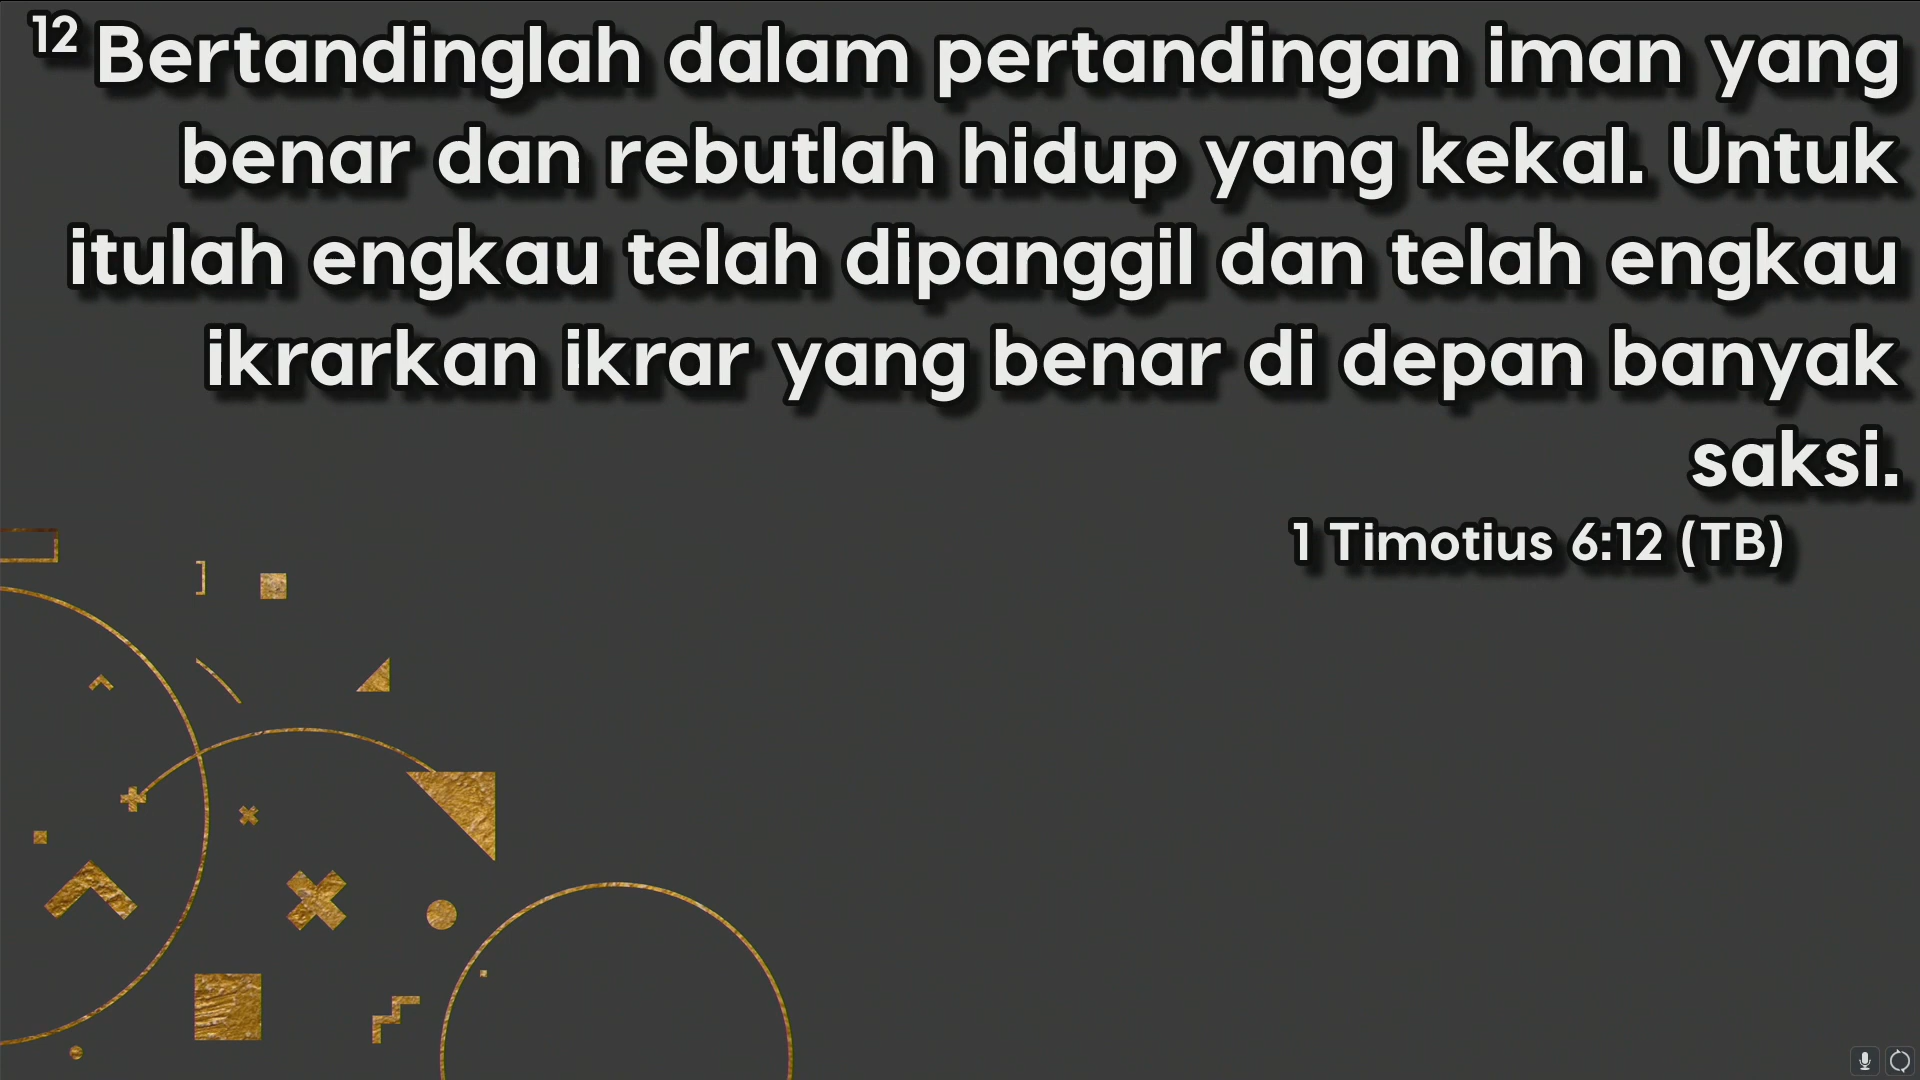 12 Bertandinglah dalam pertandingan iman yang
benar dan rebutlah hidup yang kekal. Untuk
itulah engkau telah dipanggil dan telah engkau
ikrarkan ikrar yang benar di depan banyak
saksi.
1 Timotius 6:12 (TB)